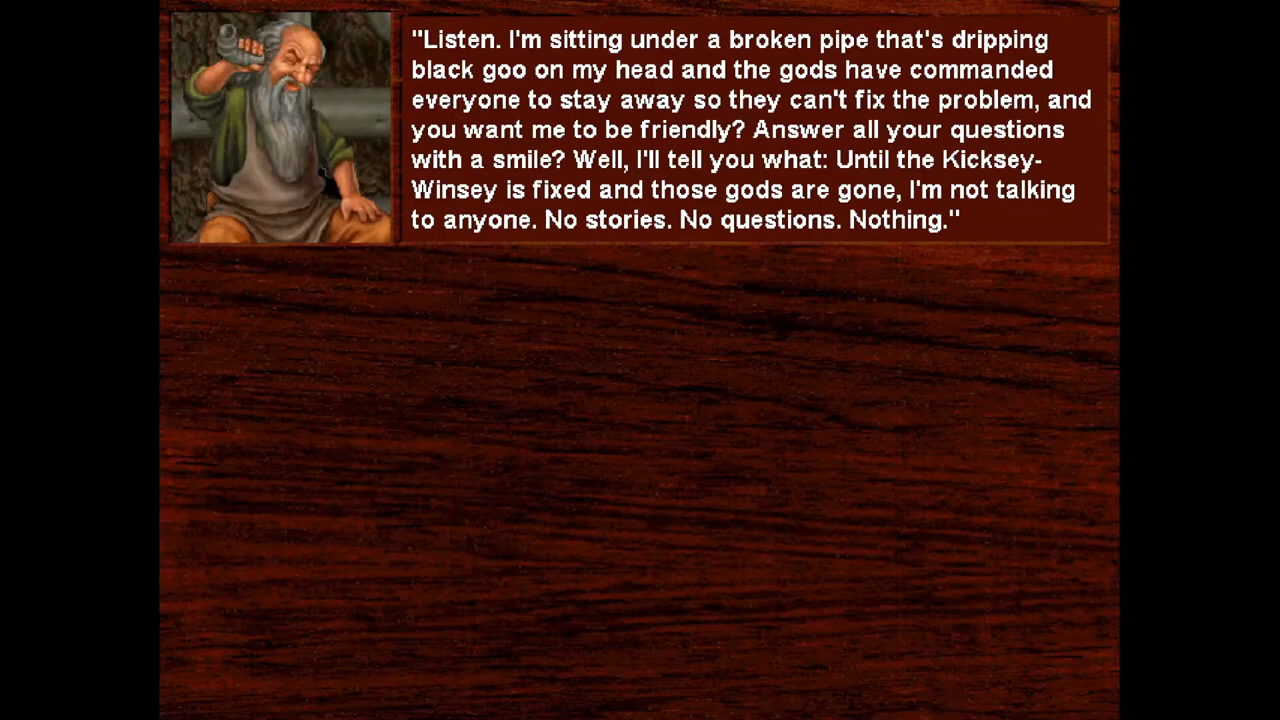 "Listen. I'm sitting under a broken pipe that's dripping
black goo on my head and the gods have commanded
everyone to stay away so they can't fix the problem, and
you want me to be friendly? Answer all your questions
with a smile? Well, I'll tell you what: Until the Kicksey-
Winsey is fixed and those gods are gone, I'm not talking
to anyone. No stories. No questions. Nothing."